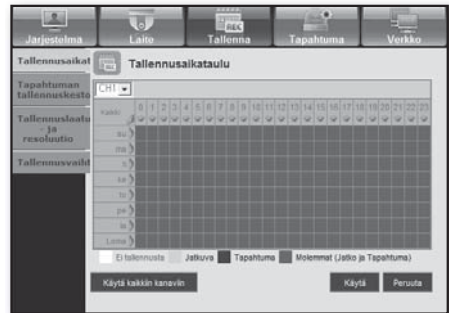 Järjestelmä Laite Tallenna Tapahtuma Verkko
REC
Tallennusaikat
Tapahtuman tallennuskesto
Tallennuslaatu
- ja
resoluutio
Tallennusvaiht
Tallennusaikataulu
CH1
Kaikki 0 1 2 3 4 5 6 7 8 9 10 11 12 13 14 15 16 17 18 19 20 21 22 23
su
ma
ti
ke
to
pe
la
Loma
Ei tallennusta Jatkuva Tapahtuma Molemmat (Jatko ja Tapahtuma)
Käytä kaikkiin kanaviin Käytä Peruuta